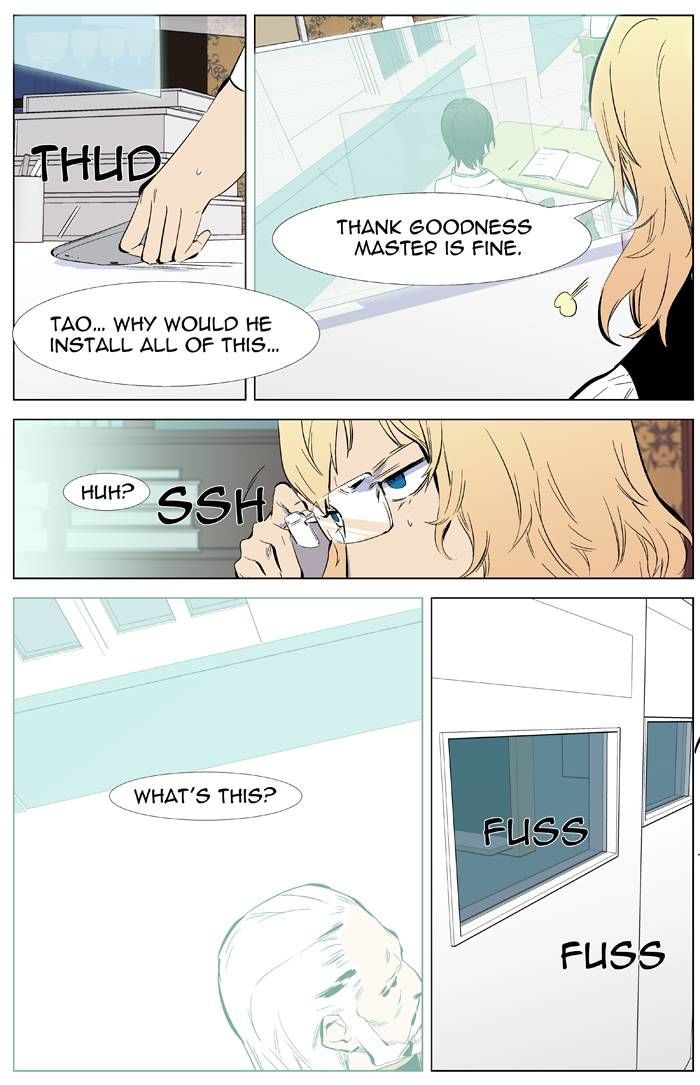 THUD
TAO... WHY WOULD HE
INSTALL ALL OF THIS...
THANK GOODNESS
MASTER IS FINE.
HUH?
SSH
WHAT'S THIS?
FUSS
FUSS